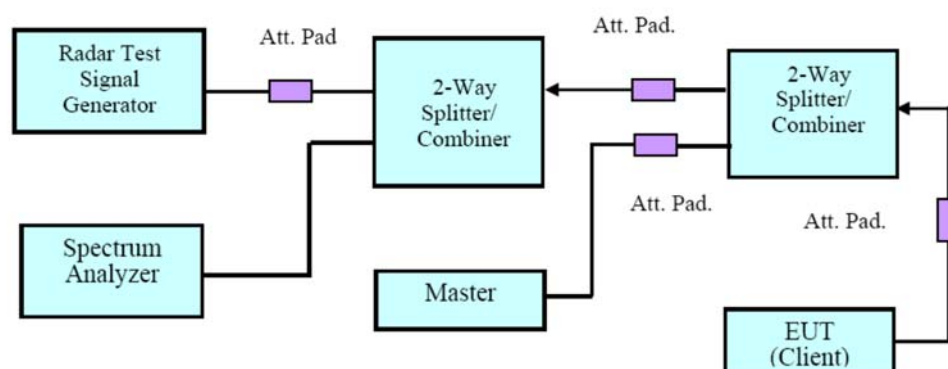 Radar Test
Signal
Generator
Att. Pad
2-Way
Splitter/
Combiner
Att. Pad.
2-Way
Splitter/
Combiner
Att. Pad.
Att. Pad.
Spectrum
Analyzer
Master
EUT
(Client)